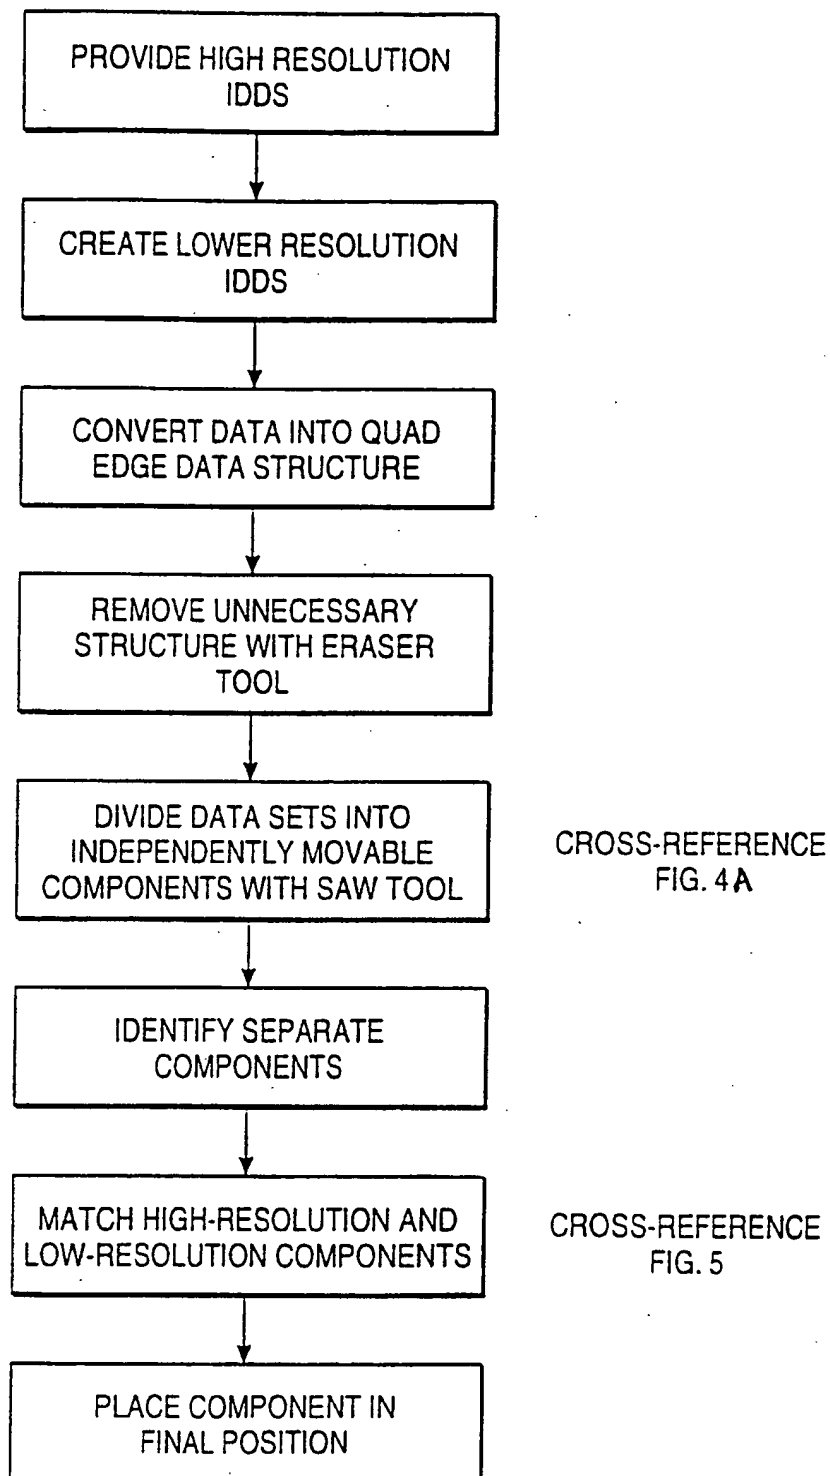 PROVIDE HIGH RESOLUTION
IDDS
CREATE LOWER RESOLUTION
IDDS
CONVERT DATA INTO QUAD
EDGE DATA STRUCTURE
REMOVE UNNECESSARY
STRUCTURE WITH ERASER
TOOL
DIVIDE DATA SETS INTO
INDEPENDENTLY MOVABLE
COMPONENTS WITH SAW TOOL
CROSS-REFERENCE
FIG. 4A
IDENTIFY SEPARATE
COMPONENTS
MATCH HIGH-RESOLUTION AND
LOW-RESOLUTION COMPONENTS
CROSS-REFERENCE
FIG. 5
PLACE COMPONENT IN
FINAL POSITION